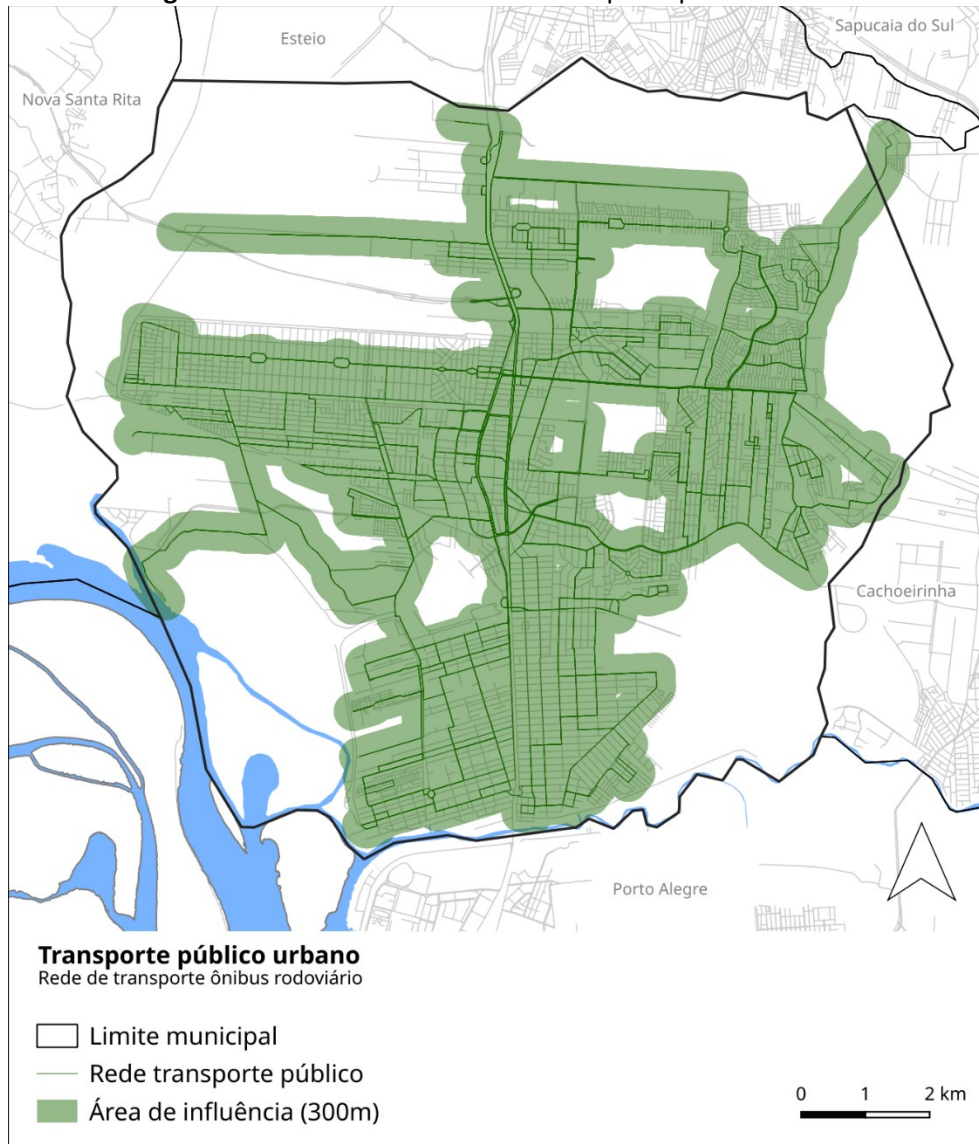 Sapucaia do Sul
Esteio
Nova Santa Rita
Cachoeirinha
Porto Alegre
Transporte público urbano
Rede de transporte ônibus rodoviário
Limite municipal
Rede transporte público
Área de influência (300m)
0 1 2 km